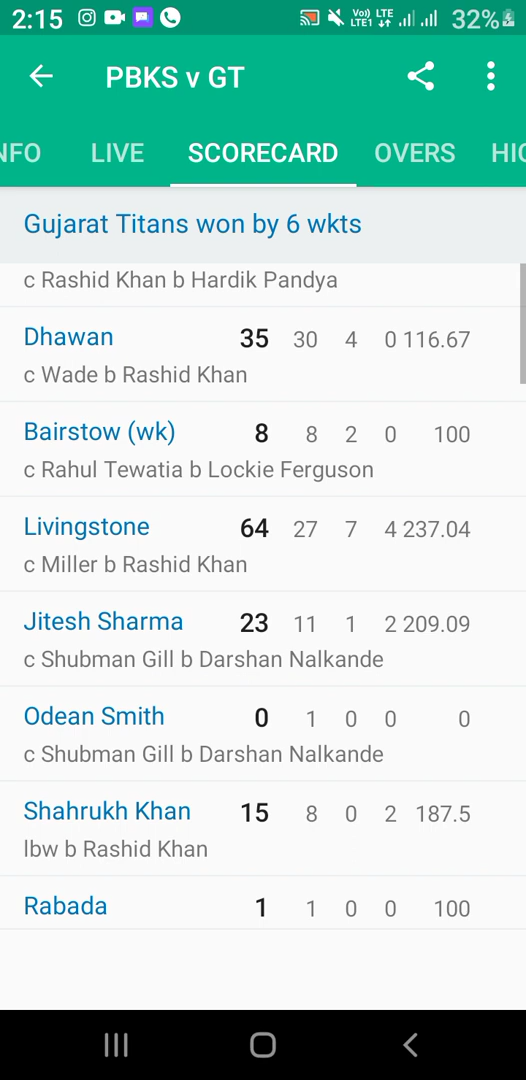 2:15 Vo)) LTE LTE1 32%
PBKS v GT
NFO LIVE SCORECARD OVERS HIG
Gujarat Titans won by 6 wkts
c Rashid Khan b Hardik Pandya
Dhawan 35 30 4 0 116.67
c Wade b Rashid Khan
Bairstow (wk) 8 8 2 0 100
c Rahul Tewatia b Lockie Ferguson
Livingstone 64 27 7 4 237.04
c Miller b Rashid Khan
Jitesh Sharma 23 11 1 2 209.09
c Shubman Gill b Darshan Nalkande
Odean Smith 0 1 0 0 0
c Shubman Gill b Darshan Nalkande
Shahrukh Khan 15 8 0 2 187.5
lbw b Rashid Khan
Rabada 1 1 0 0 100